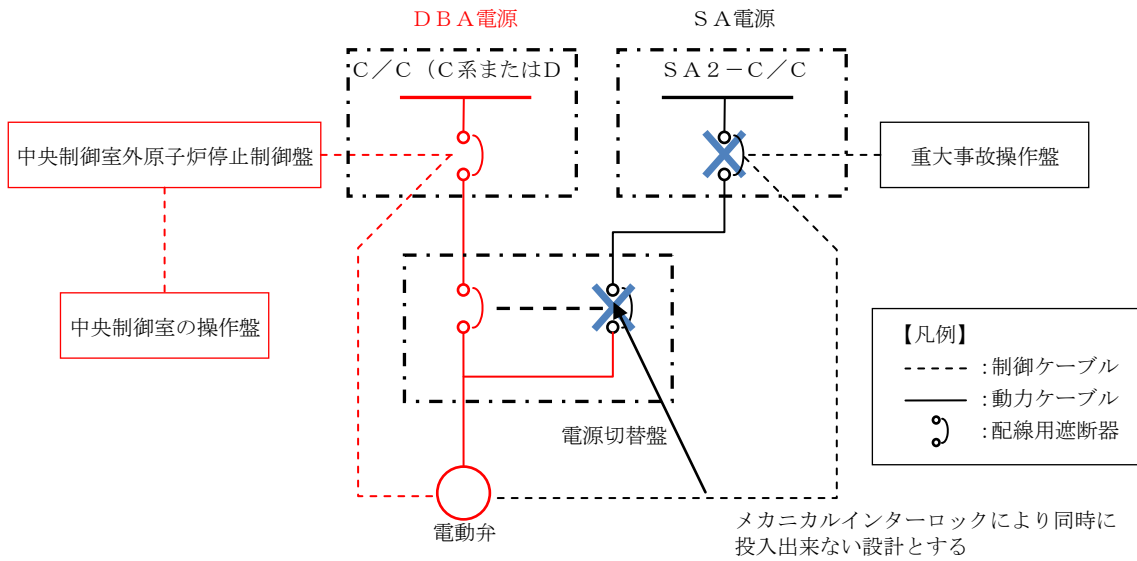 ＤＢＡ電源
ＳＡ電源
Ｃ／Ｃ（Ｃ系またはＤ
ＳＡ２－Ｃ／Ｃ
中央制御室外原子炉停止制御盤
重大事故操作盤
中央制御室の操作盤
【凡例】
：制御ケーブル
：動力ケーブル
：配線用遮断器
電源切替盤
電動弁
メカニカルインターロックにより同時に
投入出来ない設計とする